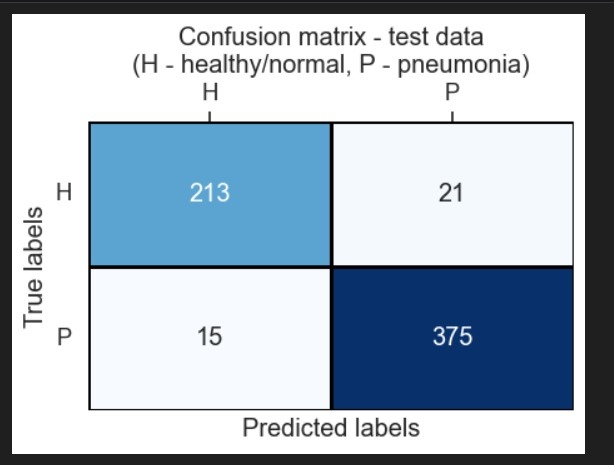 Confusion matrix - test data
(H - healthy/normal, P - pneumonia)
H P
H 213 21
True labels
P 15 375
Predicted labels